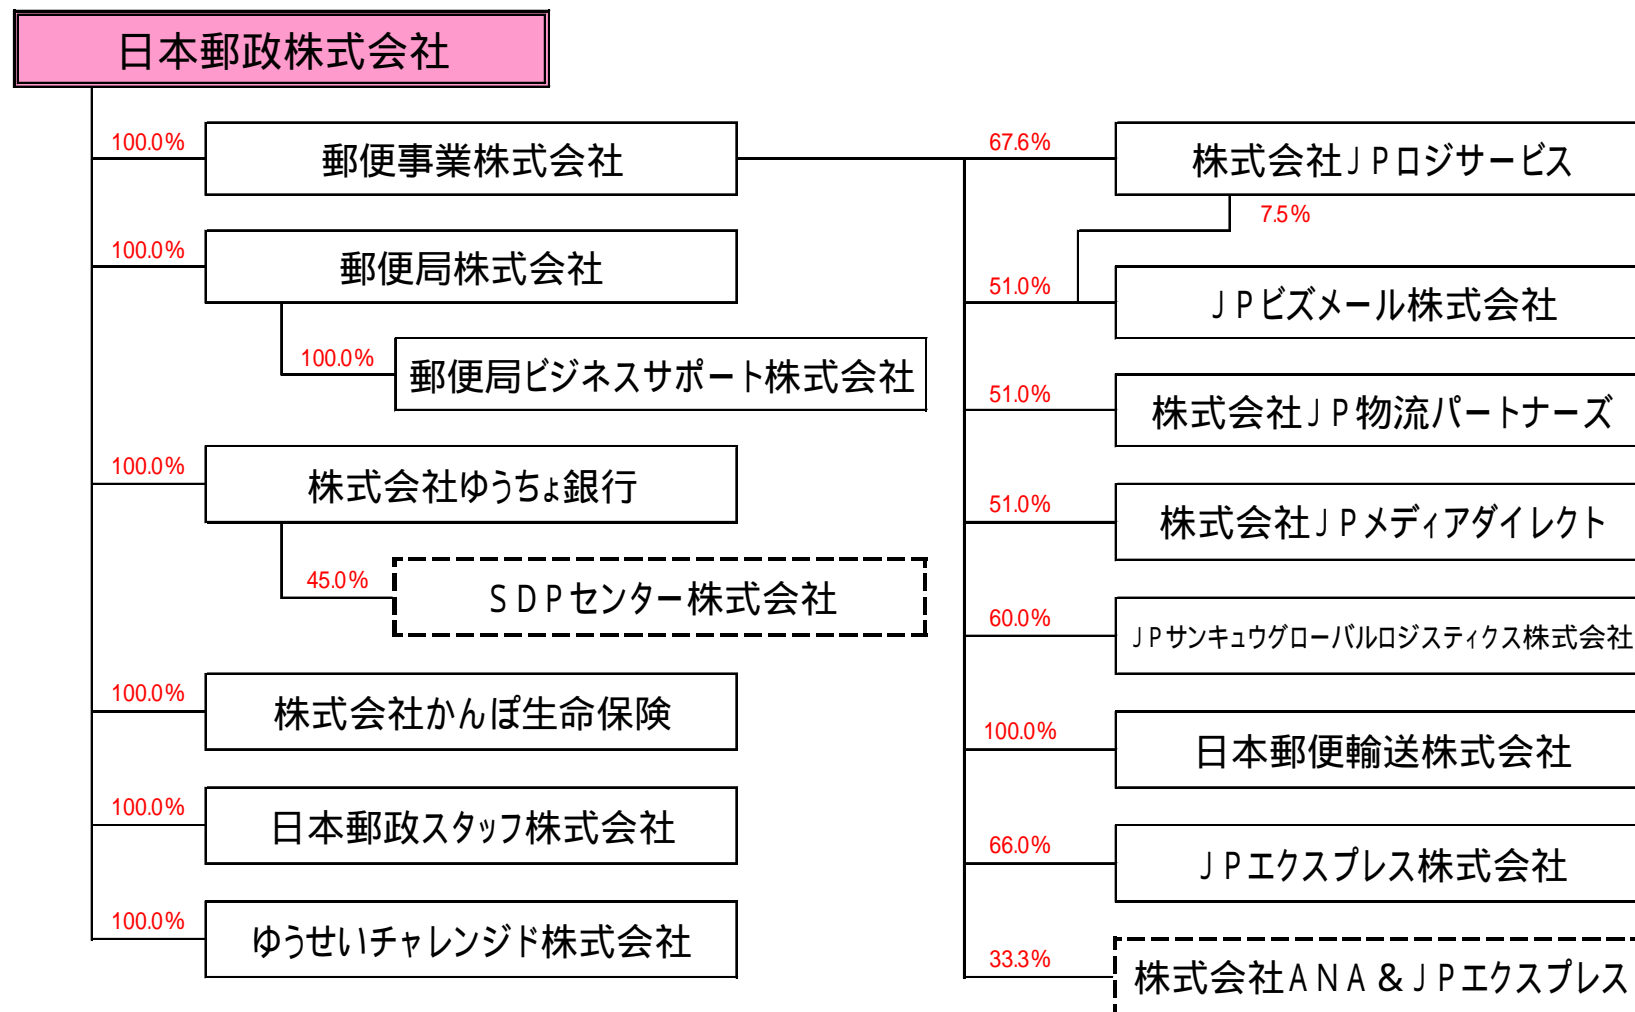 日本郵政株式会社
100.0%
郵便事業株式会社
100.0%
郵便局株式会社
100.0%
郵便局ビジネスサポート株式会社
100.0%
株式会社ゆうちょ銀行
45.0%
SDPセンター株式会社
100.0%
株式会社かんぽ生命保険
100.0%
日本郵政スタッフ株式会社
100.0%
ゆうせいチャレンジド株式会社
67.6%
株式会社JPロジサービス
7.5%
51.0%
JPビズメール株式会社
51.0%
株式会社JP物流パートナーズ
51.0%
株式会社JPメディアダイレクト
60.0%
JPサンキュウグローバルロジスティクス株式会社
100.0%
日本郵便輸送株式会社
66.0%
JPエクスプレス株式会社
33.3%
株式会社ANA&JPエクスプレス